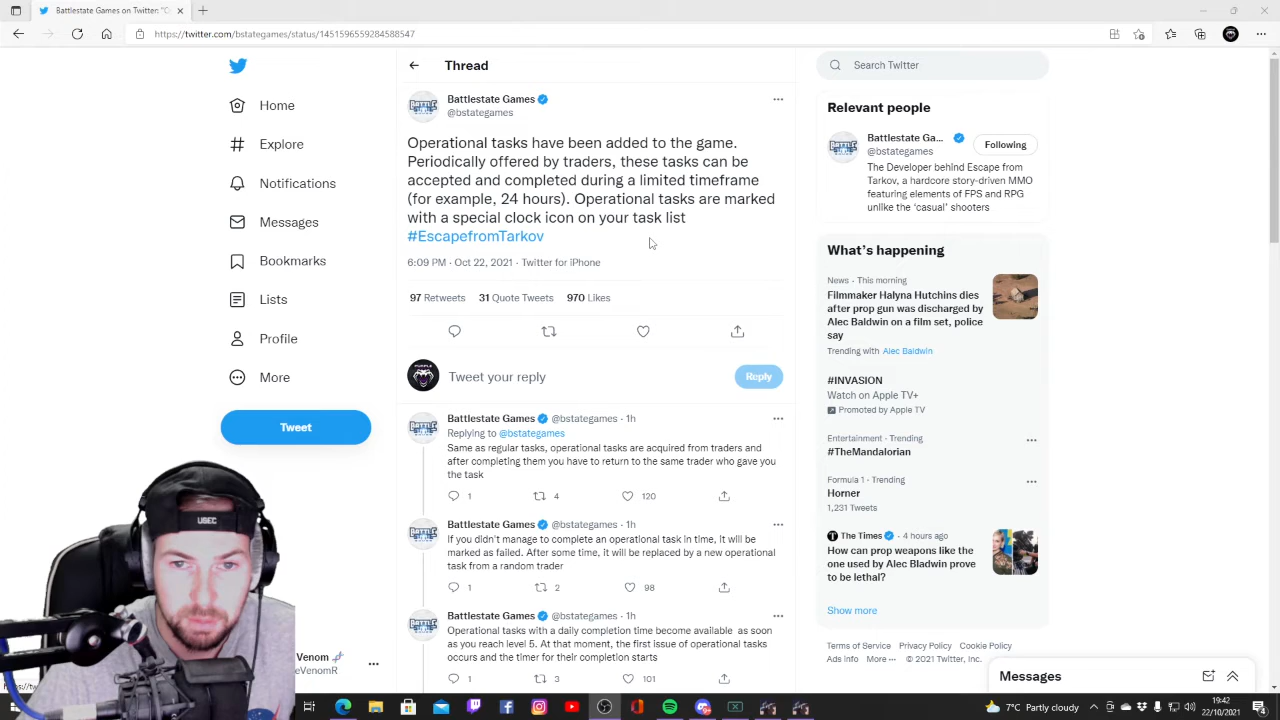 Battlestate Games on Twitter: "O
https://twitter.com/bstategames/status/1451596559284588547
Home
Explore
Notifications
Messages
Bookmarks
Lists
Profile
More
Tweet
Venom
eVenomR
Thread
Battlestate Games
@bstategames
Operational tasks have been added to the game.
Periodically offered by traders, these tasks can be
accepted and completed during a limited timeframe
(for example, 24 hours). Operational tasks are marked
with a special clock icon on your task list
#EscapefromTarkov
6:09 PM · Oct 22, 2021 · Twitter for iPhone
97 Retweets 31 Quote Tweets 970 Likes
Tweet your reply
Reply
Battlestate Games @bstategames · 1h
Replying to @bstategames
Same as regular tasks, operational tasks are acquired from traders and
after completing them you have to return to the same trader who gave you
the task
1 4 120
Battlestate Games @bstategames · 1h
If you didn't manage to complete an operational task in time, it will be
marked as failed. After some time, it will be replaced by a new operational
task from a random trader
1 2 98
Battlestate Games @bstategames · 1h
Operational tasks with a daily completion time become available as soon
as you reach level 5. At that moment, the first issue of operational tasks
occurs and the timer for their completion starts
1 3 101
Search Twitter
Relevant people
Battlestate Ga...
@bstategames
Following
The Developer behind Escape from
Tarkov, a hardcore story-driven MMO
featuring elements of FPS and RPG
unlike the 'casual' shooters
What's happening
News · This morning
Filmmaker Halyna Hutchins dies
after prop gun was discharged by
Alec Baldwin on a film set, police
say
Trending with Alec Baldwin
#INVASION
Watch on Apple TV+
Promoted by Apple TV
Entertainment · Trending
#TheMandalorian
Formula 1 · Trending
Horner
1,231 Tweets
The Times · 4 hours ago
How can prop weapons like the
one used by Alec Bladwin prove
to be lethal?
Show more
Terms of Service Privacy Policy Cookie Policy
Ads info More ··· © 2021 Twitter, Inc.
Messages
USEC
https://tw
7°C Partly cloudy
19:42
22/10/2021